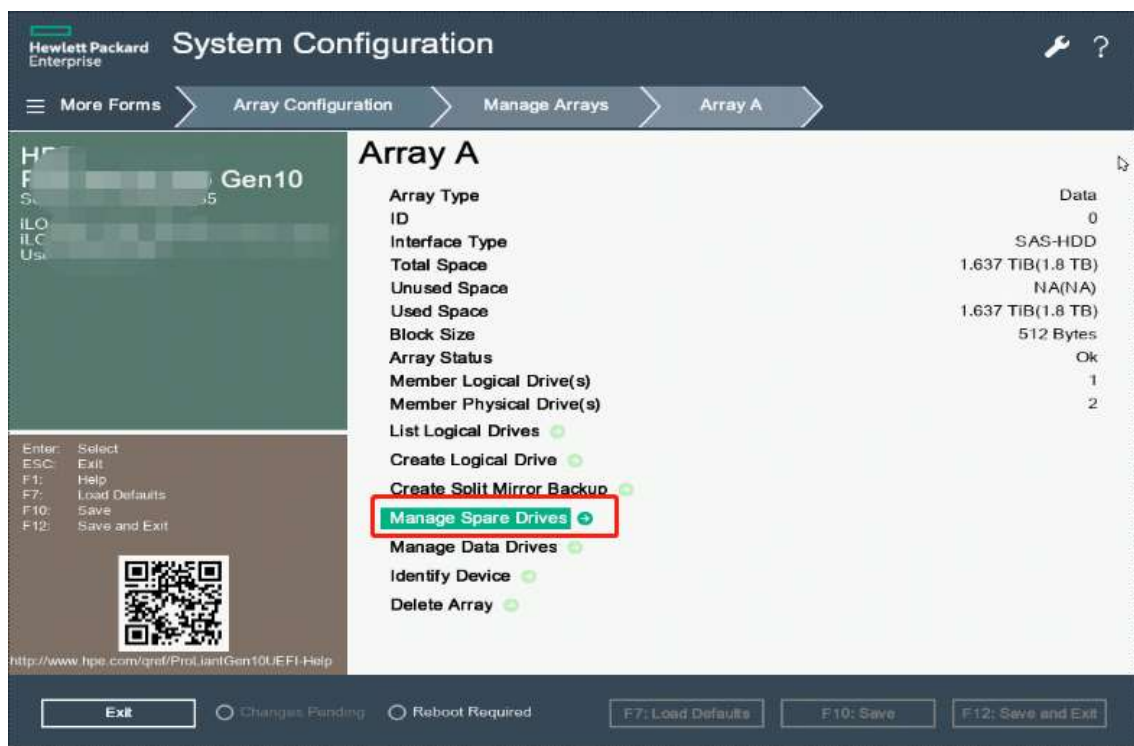 Hewlett Packard
Enterprise
System Configuration
?
More Forms
Array Configuration
Manage Arrays
Array A
Gen10
iLO
Array A
Array Type Data
ID 0
Interface Type SAS-HDD
Total Space 1.637 TiB(1.8 TB)
Unused Space NA(NA)
Used Space 1.637 TiB(1.8 TB)
Block Size 512 Bytes
Array Status Ok
Member Logical Drive(s) 1
Member Physical Drive(s) 2
List Logical Drives
Create Logical Drive
Create Split Mirror Backup
Manage Spare Drives
Manage Data Drives
Identify Device
Delete Array
Enter: Select
ESC: Exit
F1: Help
F7: Load Defaults
F10: Save
F12: Save and Exit
http://www.hpe.com/qref/ProLiantGen10UEFI-Help
Exit
Changes Pending
Reboot Required
F7: Load Defaults
F10: Save
F12: Save and Exit